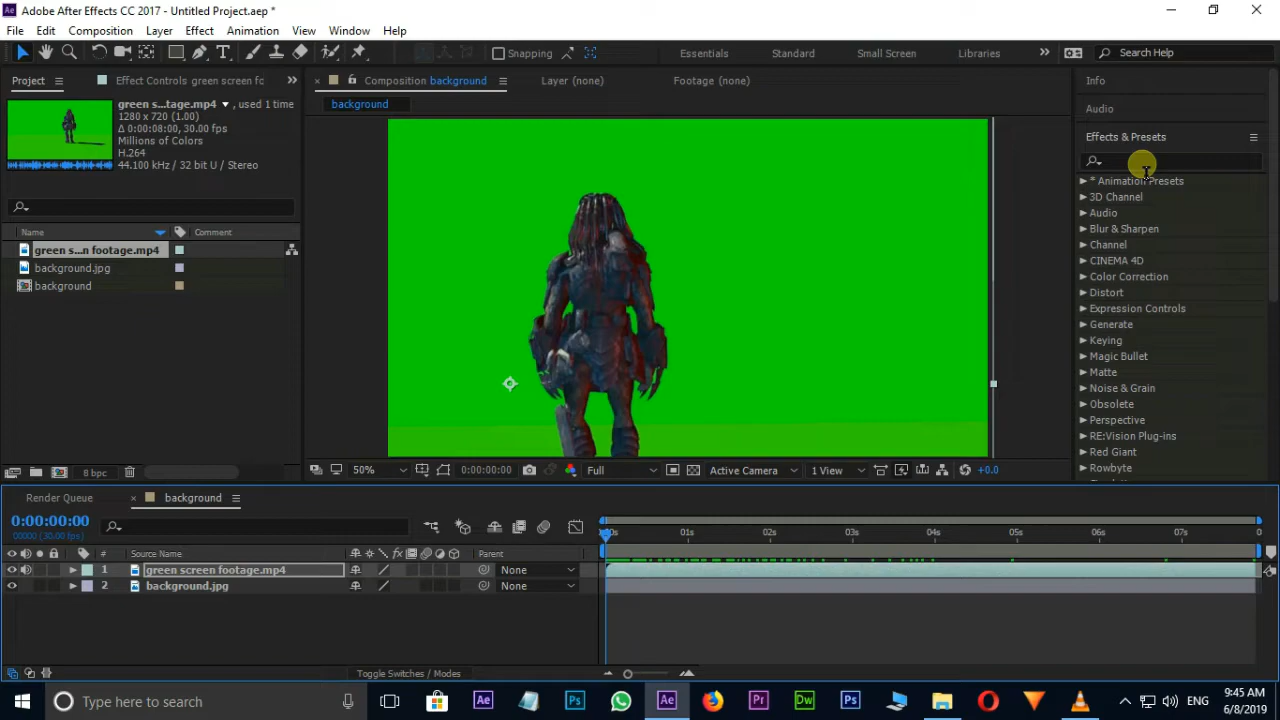 Adobe After Effects CC 2017 - Untitled Project.aep *
File Edit Composition Layer Effect Animation View Window Help
Snapping Essentials Standard Small Screen Libraries Search Help
Project Effect Controls green screen fc
Composition background Layer (none) Footage (none)
background
green s...tage.mp4 , used 1 time
1280 x 720 (1.00)
Δ 0:00:08:00, 30.00 fps
Millions of Colors
H.264
44.100 kHz / 32 bit U / Stereo
Name Comment
green s...n footage.mp4
background.jpg
background
8 bpc
50% 0:00:00:00 Full Active Camera 1 View +0.0
Info
Audio
Effects & Presets
* Animation Presets
3D Channel
Audio
Blur & Sharpen
Channel
CINEMA 4D
Color Correction
Distort
Expression Controls
Generate
Keying
Magic Bullet
Matte
Noise & Grain
Obsolete
Perspective
RE:Vision Plug-ins
Red Giant
Rowbyte
Render Queue background
0:00:00:00
00000 (30.00 fps)
01s 02s 03s 04s 05s 06s 07s
# Source Name Parent
1 green screen footage.mp4 None
2 background.jpg None
Toggle Switches / Modes
Type here to search
ENG
9:45 AM
6/8/2019